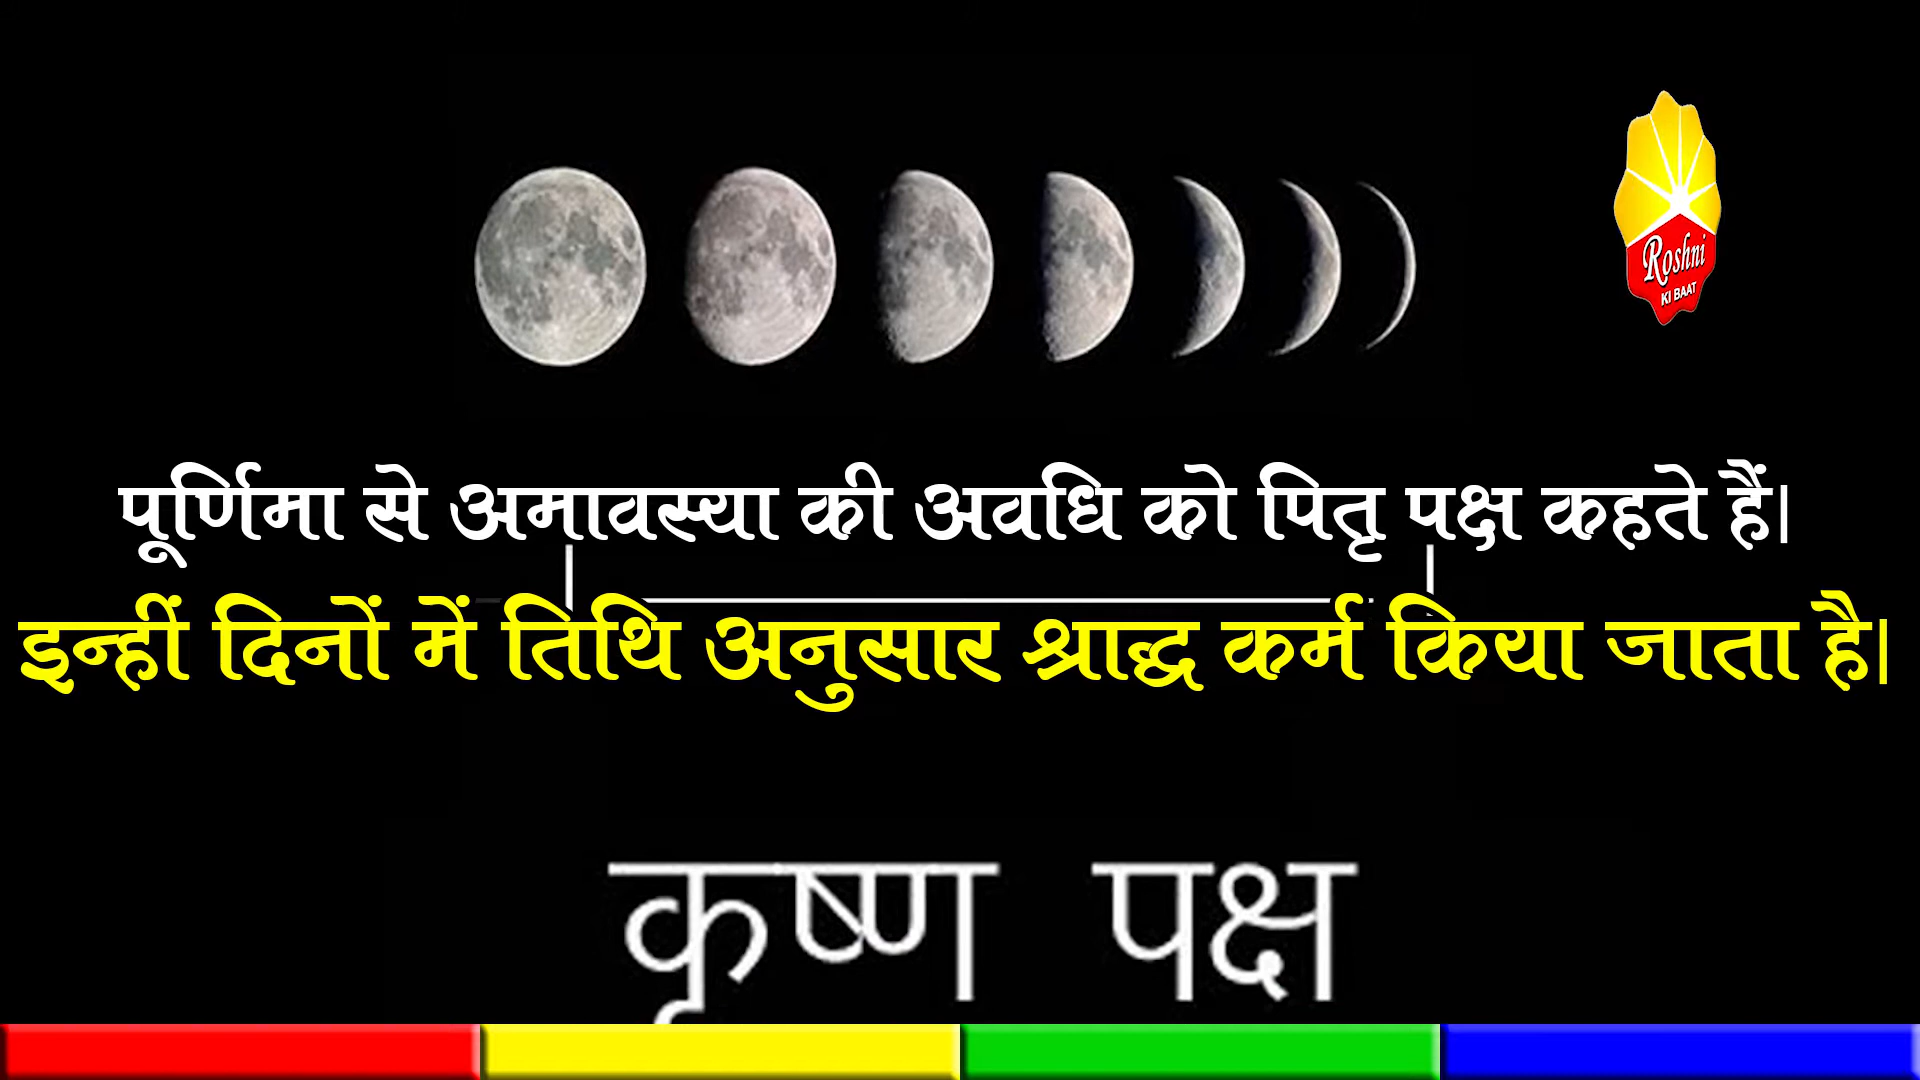 Roshni
KI BAAT
पूर्णिमा से अमावस्या की अवधि को पितृ पक्ष कहते हैं|
इन्हीं दिनों में तिथि अनुसार श्राद्ध कर्म किया जाता है|
कृष्ण पक्ष